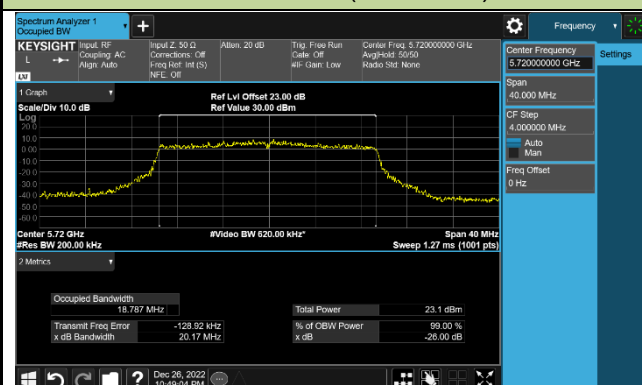 Spectrum Analyzer 1
Occupied BW
Frequency
KEYSIGHT
Input: RF
Coupling: AC
Align: Auto
Input Z: 50 Ω
Corrections: Off
Freq Ref: Int (S)
NFE: Off
Atten: 20 dB
Trig: Free Run
Gate: Off
#IF Gain: Low
Center Freq: 5.720000000 GHz
Avg|Hold: 50/50
Radio Std: None
L
LXI
Center Frequency
5.720000000 GHz
Settings
Span
40.000 MHz
CF Step
4.000000 MHz
Auto
Man
Freq Offset
0 Hz
1 Graph
Scale/Div 10.0 dB
Ref Lvl Offset 23.00 dB
Ref Value 30.00 dBm
Log
20.0
10.0
0.00
-10.0
-20.0
-30.0
-40.0
-50.0
-60.0
Center 5.72 GHz
#Res BW 200.00 kHz
#Video BW 620.00 kHz*
Span 40 MHz
Sweep 1.27 ms (1001 pts)
2 Metrics
Occupied Bandwidth
18.787 MHz
Total Power 23.1 dBm
Transmit Freq Error -128.92 kHz
% of OBW Power 99.00 %
x dB Bandwidth 20.17 MHz
x dB -26.00 dB
Dec 26, 2022
10:49:04 PM